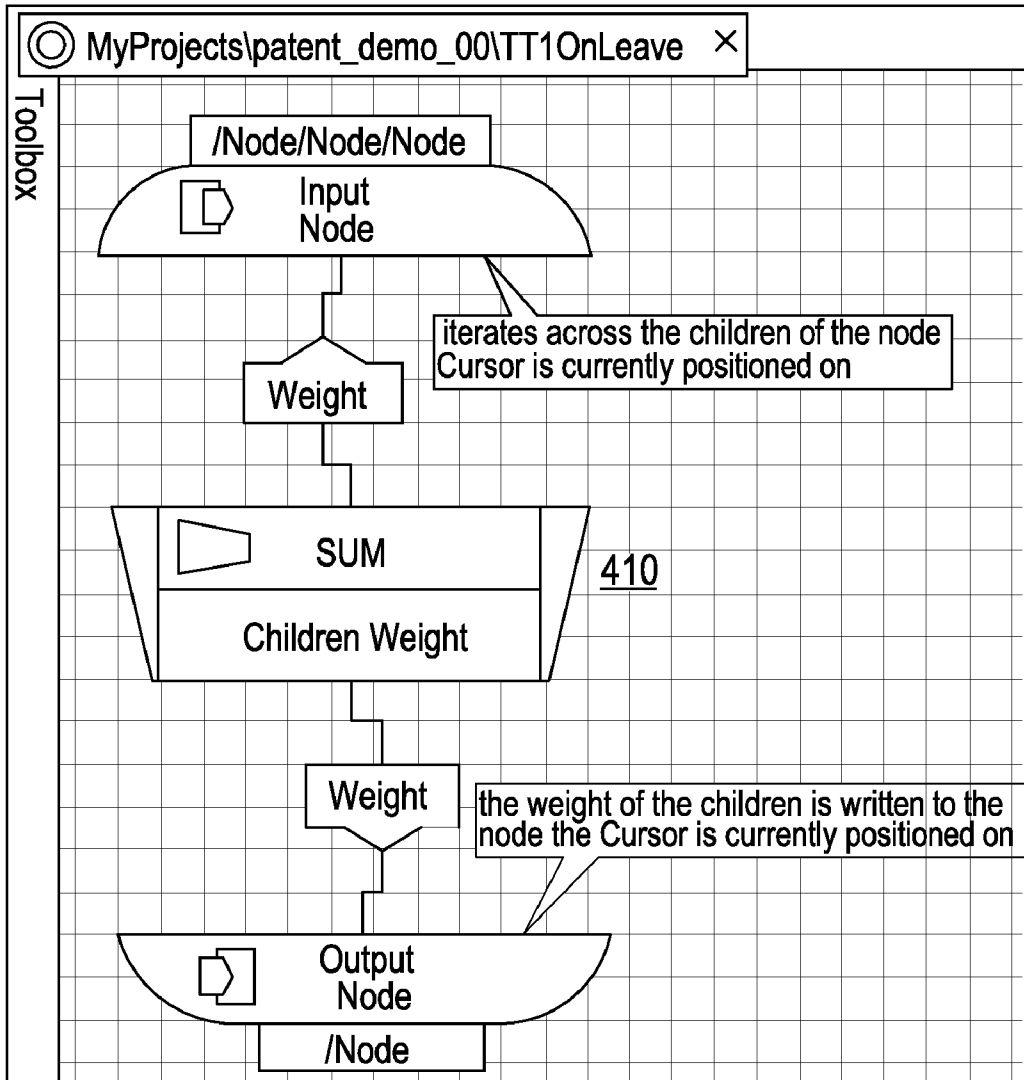 MyProjects\patent_demo_00\TT1OnLeave ×
Toolbox
/Node/Node/Node
Input
Node
iterates across the children of the node
Cursor is currently positioned on
Weight
SUM
410
Children Weight
Weight
the weight of the children is written to the
node the Cursor is currently positioned on
Output
Node
/Node